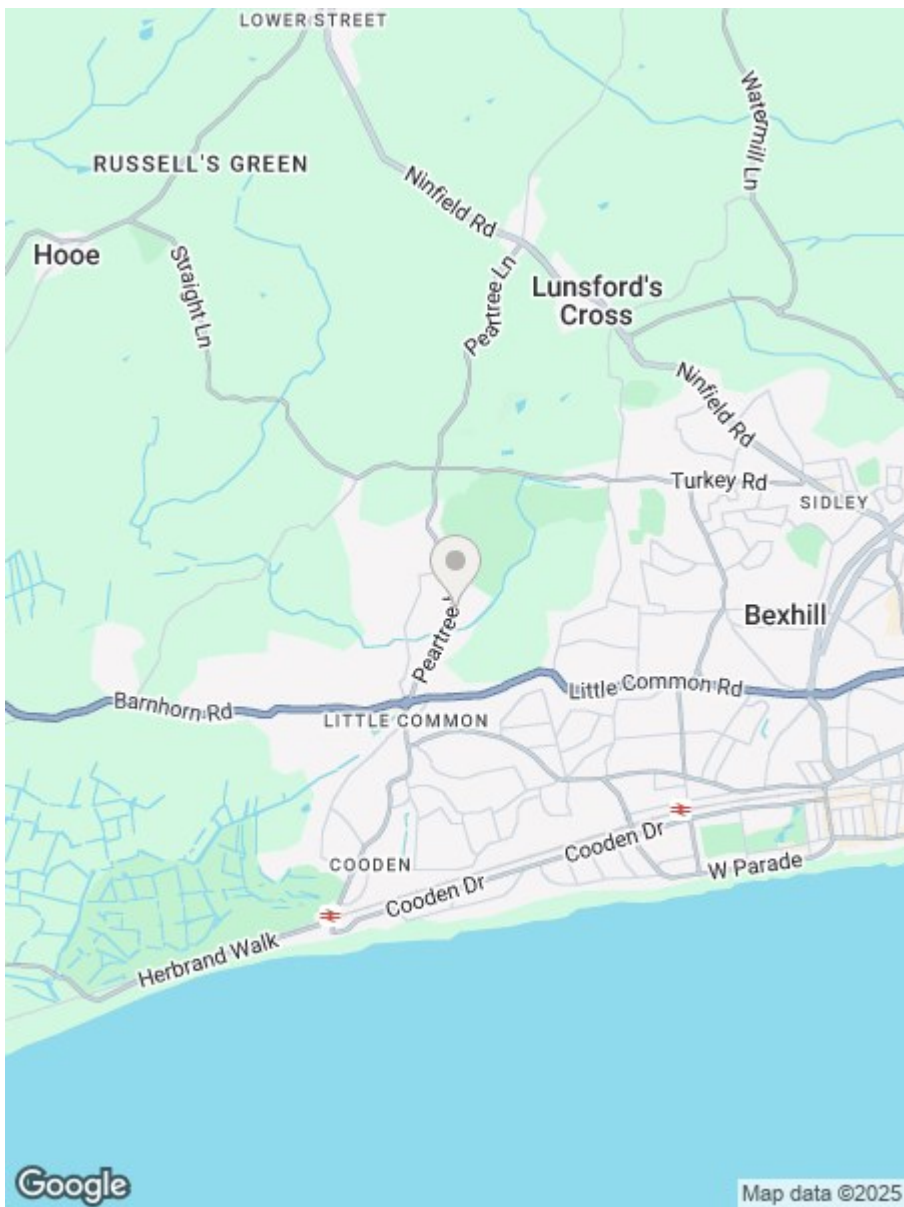 LOWER STREET
Watermill Ln
RUSSELL'S GREEN
Ninfield Rd
Hooe
Straight Ln
Peartree Ln
Lunsford's
Cross
Ninfield Rd
Turkey Rd
SIDLEY
Bexhill
Peartree
Little Common Rd
Barnhorn Rd
LITTLE COMMON
Cooden Dr
COODEN
W Parade
Cooden Dr
Herbrand Walk
Google
Map data ©2025